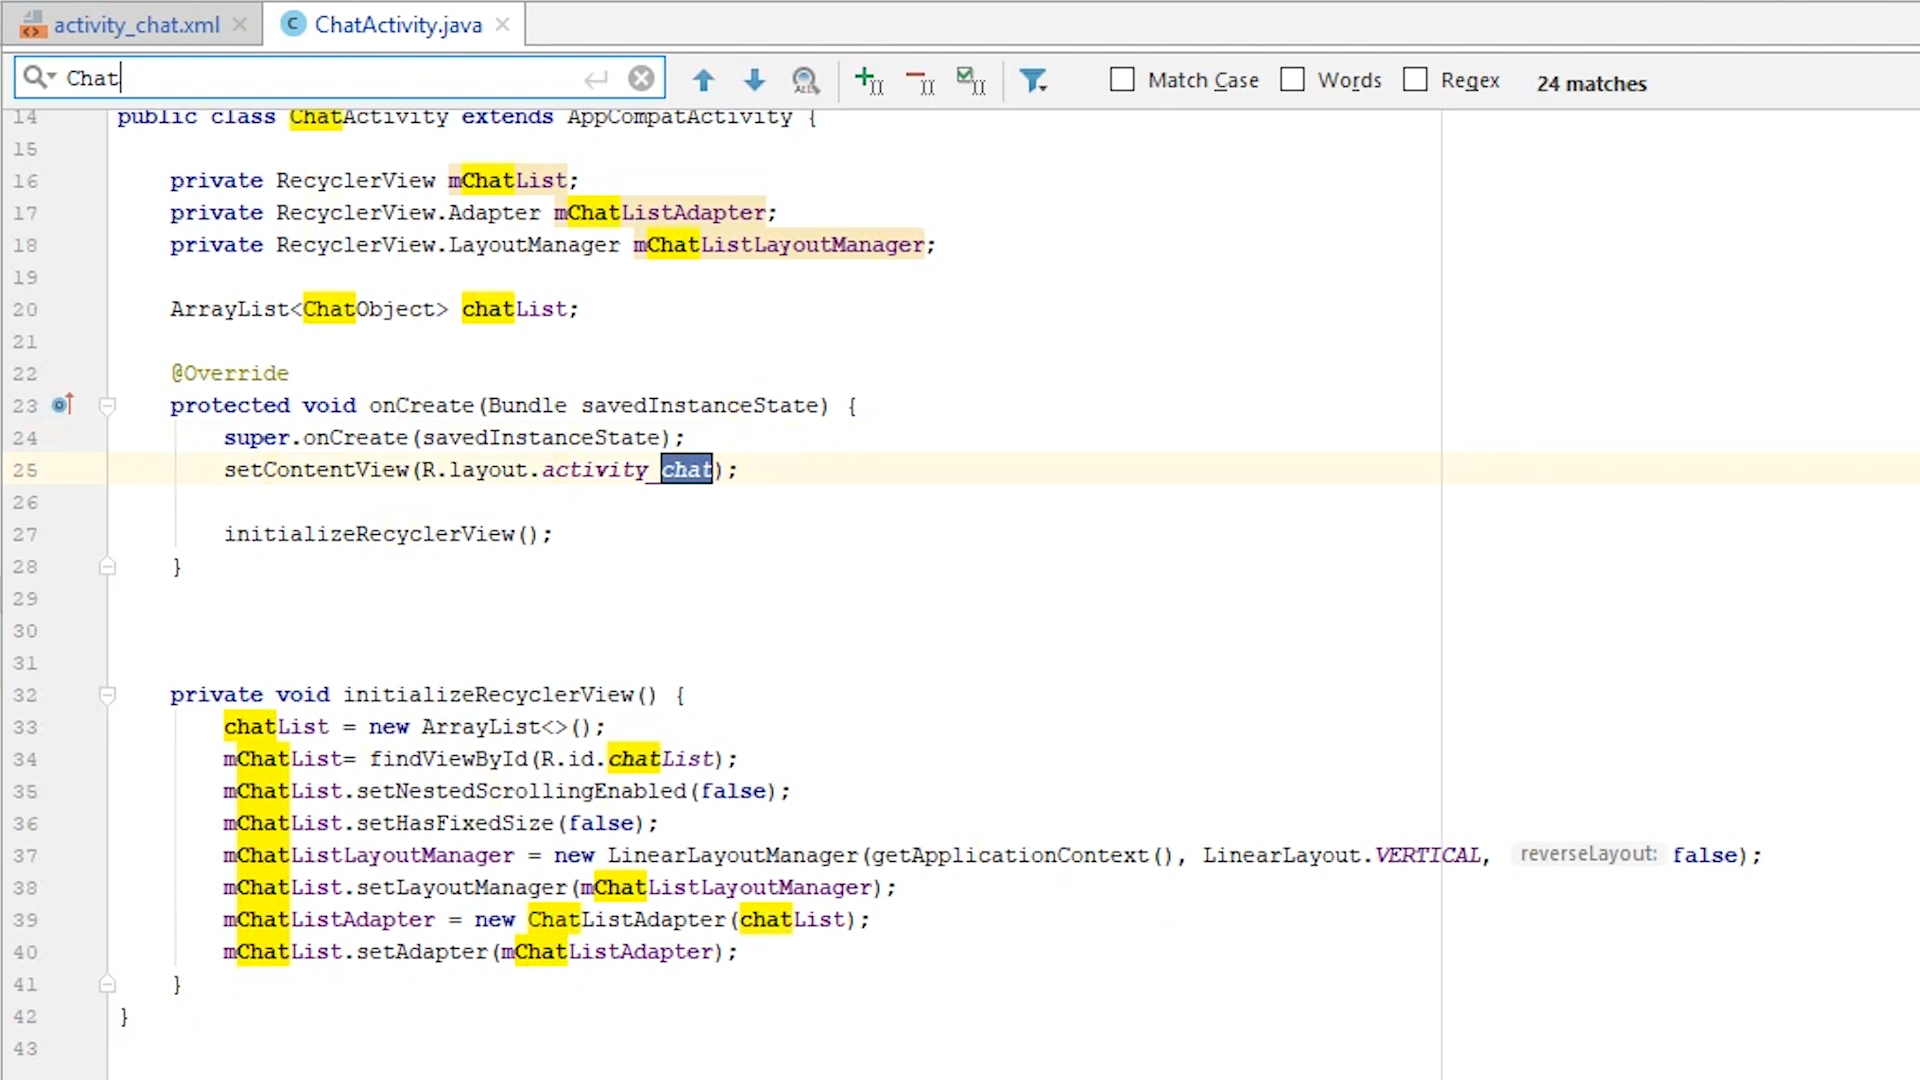 activity_chat.xml ChatActivity.java
Chat Match Case Words Regex 24 matches
14 public class ChatActivity extends AppCompatActivity {
15
16 private RecyclerView mChatList;
17 private RecyclerView.Adapter mChatListAdapter;
18 private RecyclerView.LayoutManager mChatListLayoutManager;
19
20 ArrayList<ChatObject> chatList;
21
22 @Override
23 protected void onCreate(Bundle savedInstanceState) {
24 super.onCreate(savedInstanceState);
25 setContentView(R.layout.activity_chat);
26
27 initializeRecyclerView();
28 }
29
30
31
32 private void initializeRecyclerView() {
33 chatList = new ArrayList<>();
34 mChatList= findViewById(R.id.chatList);
35 mChatList.setNestedScrollingEnabled(false);
36 mChatList.setHasFixedSize(false);
37 mChatListLayoutManager = new LinearLayoutManager(getApplicationContext(), LinearLayout.VERTICAL, reverseLayout: false);
38 mChatList.setLayoutManager(mChatListLayoutManager);
39 mChatListAdapter = new ChatListAdapter(chatList);
40 mChatList.setAdapter(mChatListAdapter);
41 }
42 }
43